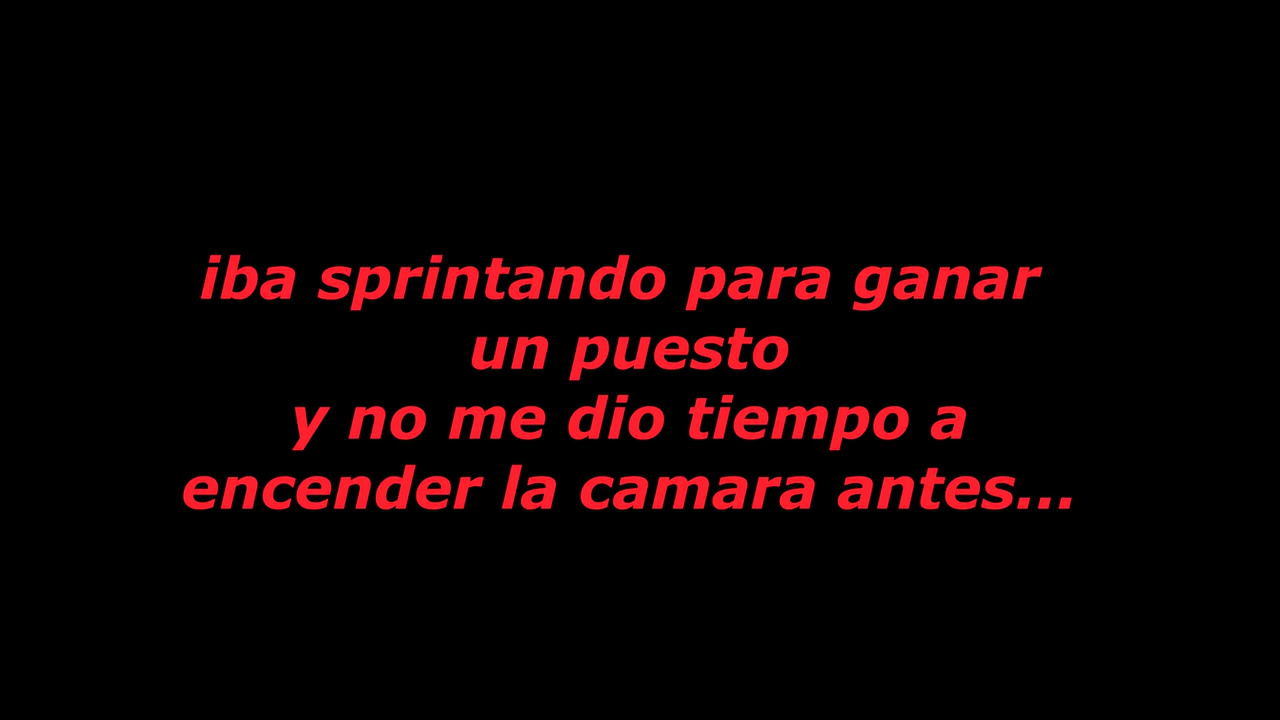 iba sprintando para ganar
un puesto
y no me dio tiempo a
encender la camara antes...